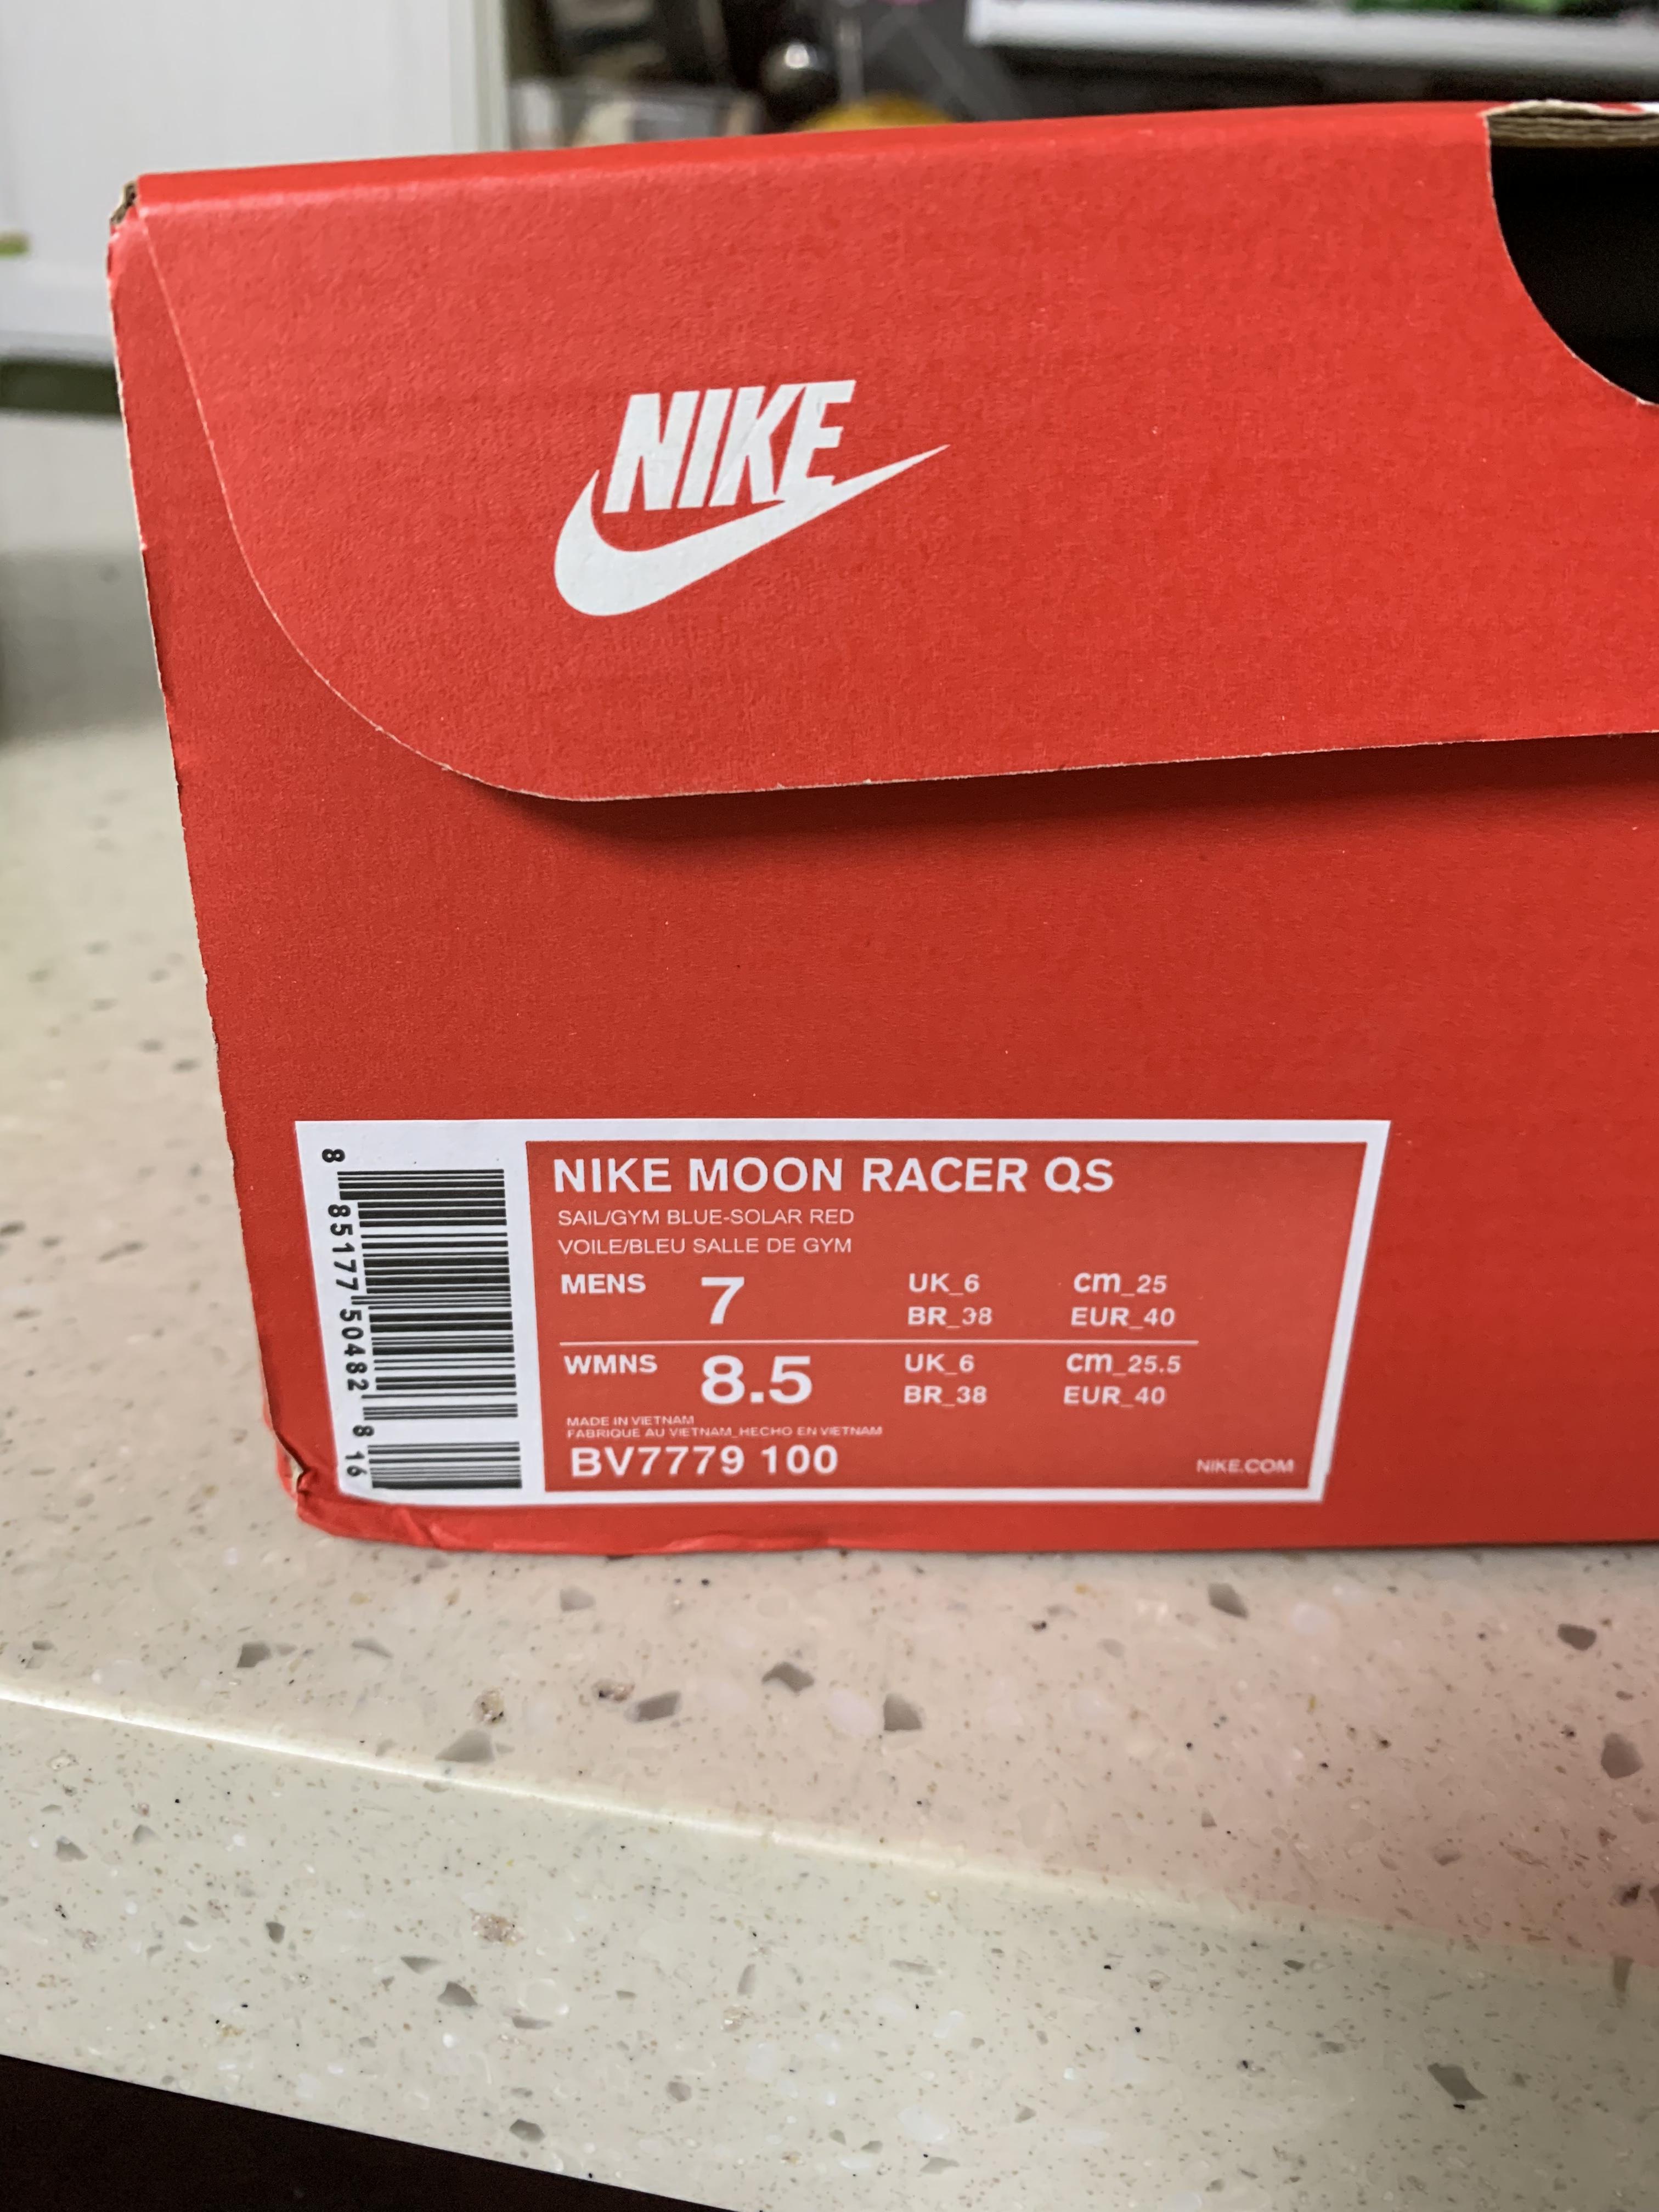 NIKE
NIKE MOON RACER QS
SAIL/GYM BLUE-SOLAR RED
VOILE/BLEU SALLE DE GYM
MENS 7 UK_6 cm_25
BR_38 EUR_40
WMNS 8.5 UK_6 cm_25.5
BR_38 EUR_40
MADE IN VIETNAM
FABRIQUE AU VIETNAM_HECHO EN VIETNAM
BV7779 100
NIKE.COM
8 85177 50482 8 16